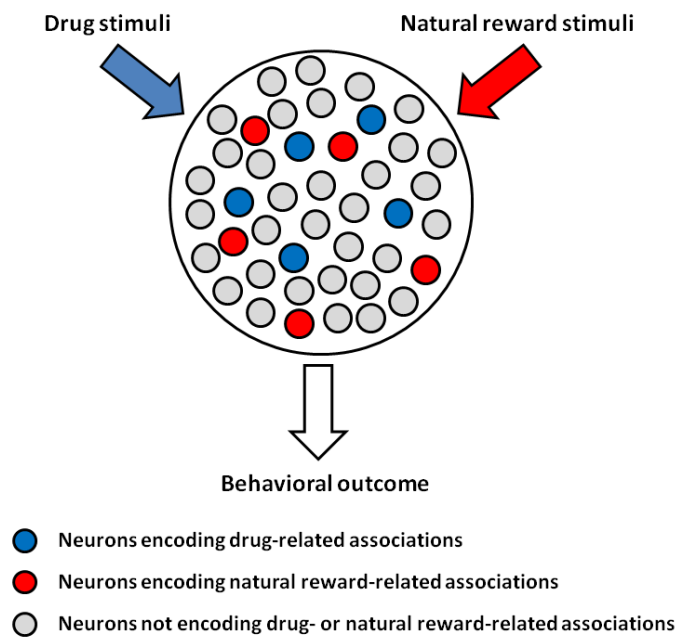 Drug stimuli
Natural reward stimuli
Behavioral outcome
Neurons encoding drug-related associations
Neurons encoding natural reward-related associations
Neurons not encoding drug- or natural reward-related associations